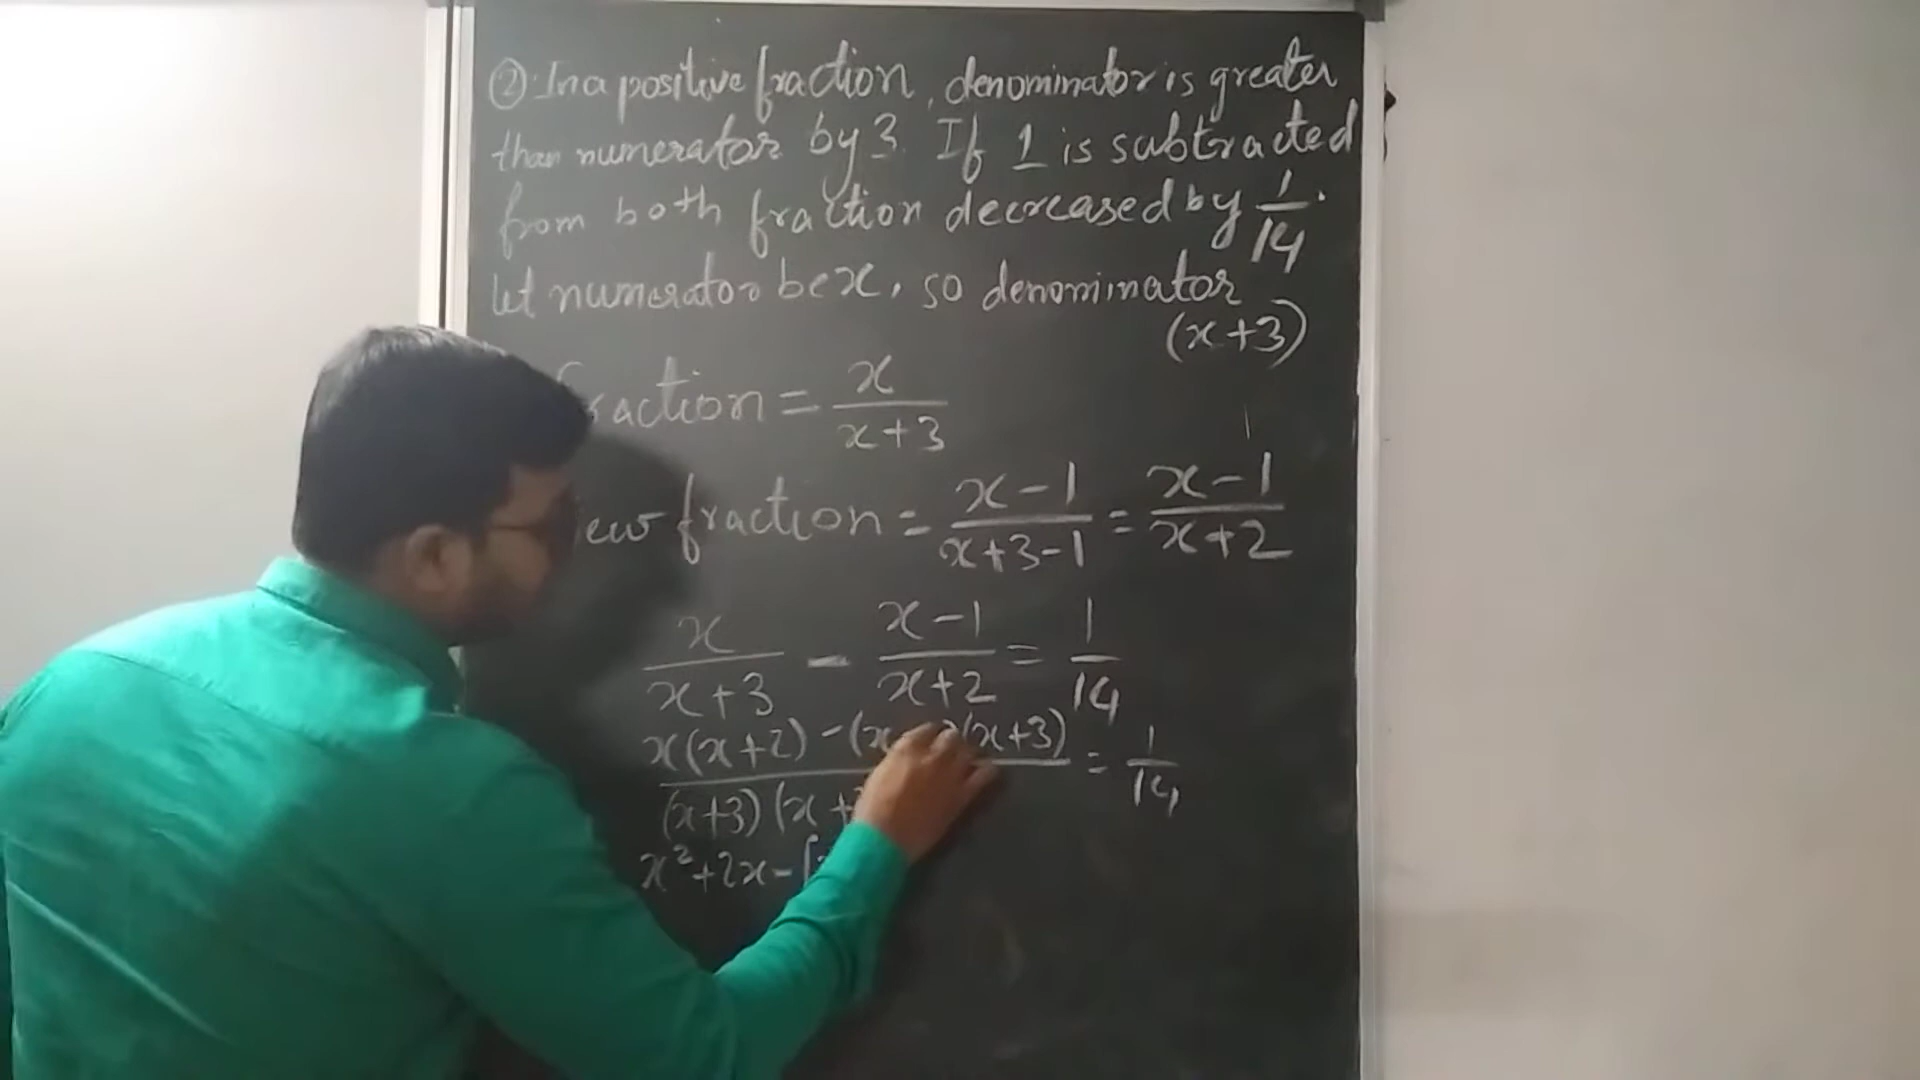 ② In a positive fraction, denominator is greater
than numerator by 3. If 1 is subtracted
from both fraction decreased by 1/14.
let numerator be x, so denominator
(x+3)
raction = x/(x+3)
ew fraction = (x-1)/(x+3-1) = (x-1)/(x+2)
x/(x+3) - (x-1)/(x+2) = 1/14
x(x+2) - (x (x+3) / (x+3)(x+ = 1/14
x²+2x-[